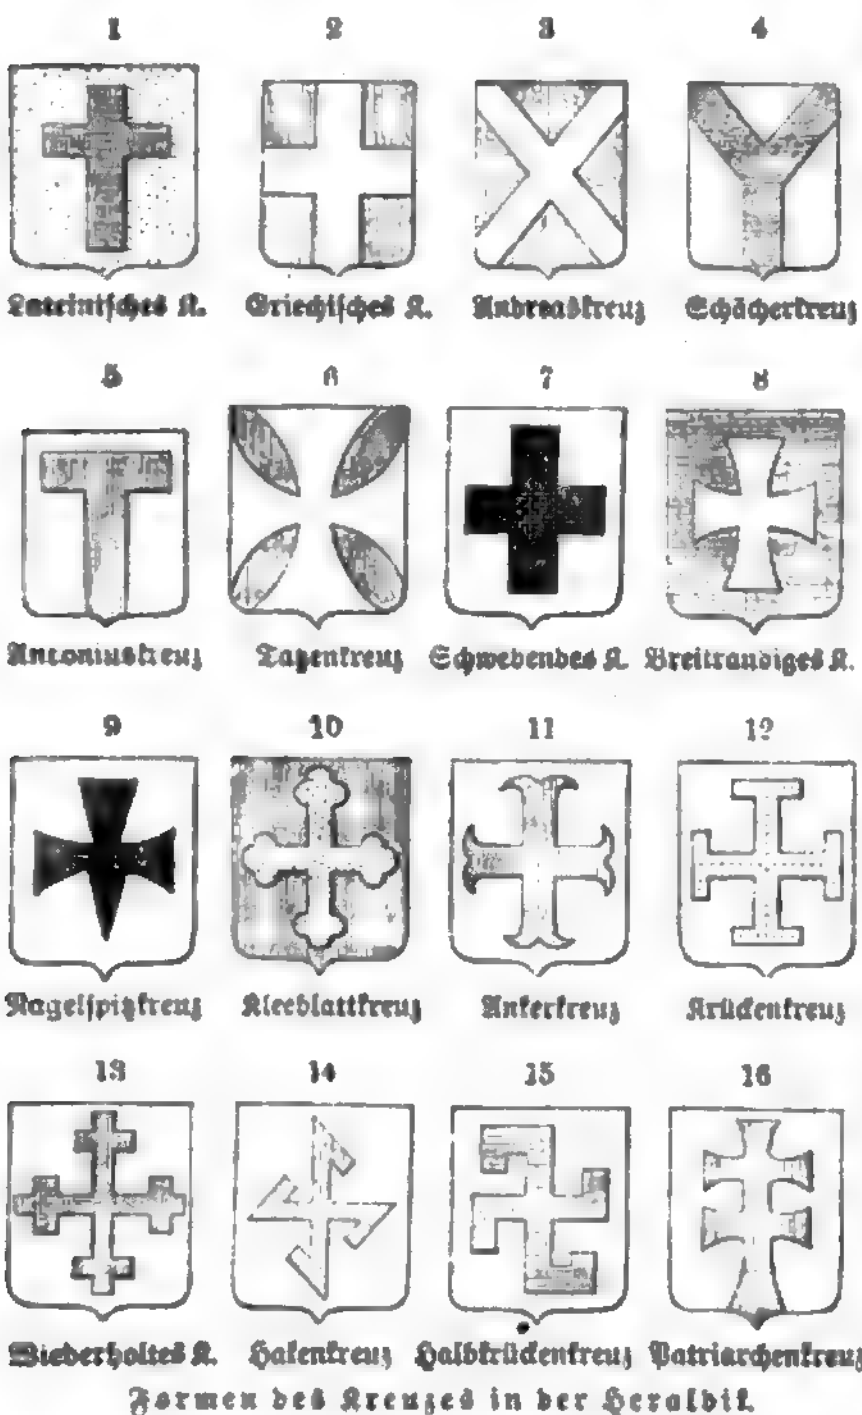 1 2 3 4
Lateinisches K. Griechisches K. Andreaskreuz Schächerkreuz
5 6 7 8
Antoniuskreuz Tatzenkreuz Schwebendes K. Breitrandiges K.
9 10 11 12
Nagelspitzkreuz Kleeblattkreuz Ankerkreuz Krückenkreuz
13 14 15 16
Wiederholtes K. Hakenkreuz Halbkrückenkreuz Patriarchenkreuz
Formen des Kreuzes in der Heraldik.